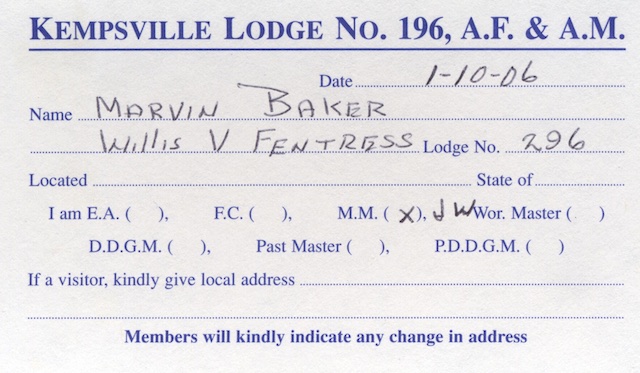 KEMPSVILLE LODGE NO. 196, A.F. & A.M.
Date 1-10-06
Name MARVIN BAKER
Willis V FENTRESS Lodge No. 296
Located State of
I am E.A. ( ), F.C. ( ), M.M. ( X ), JW Wor. Master ( )
D.D.G.M. ( ), Past Master ( ), P.D.D.G.M. ( )
If a visitor, kindly give local address
Members will kindly indicate any change in address